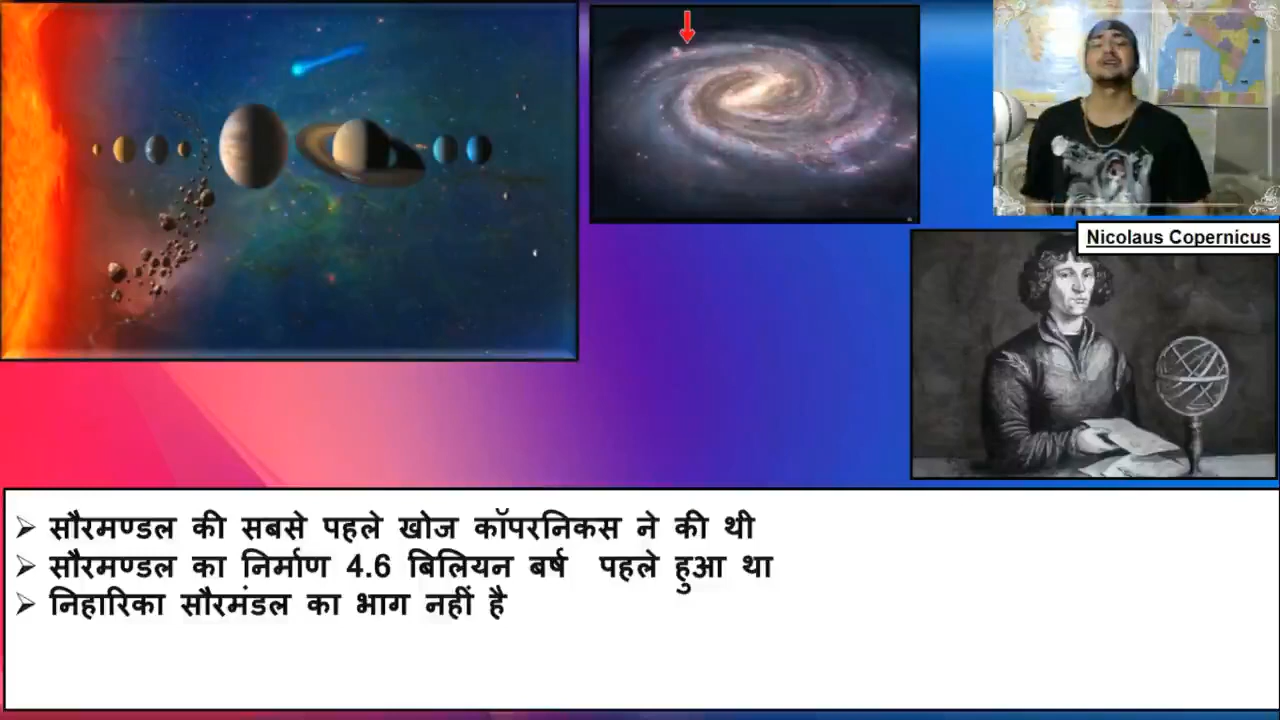 Nicolaus Copernicus
➢ सौरमण्डल की सबसे पहले खोज कॉपरनिकस ने की थी
➢ सौरमण्डल का निर्माण 4.6 बिलियन बर्ष पहले हुआ था
➢ निहारिका सौरमंडल का भाग नहीं है